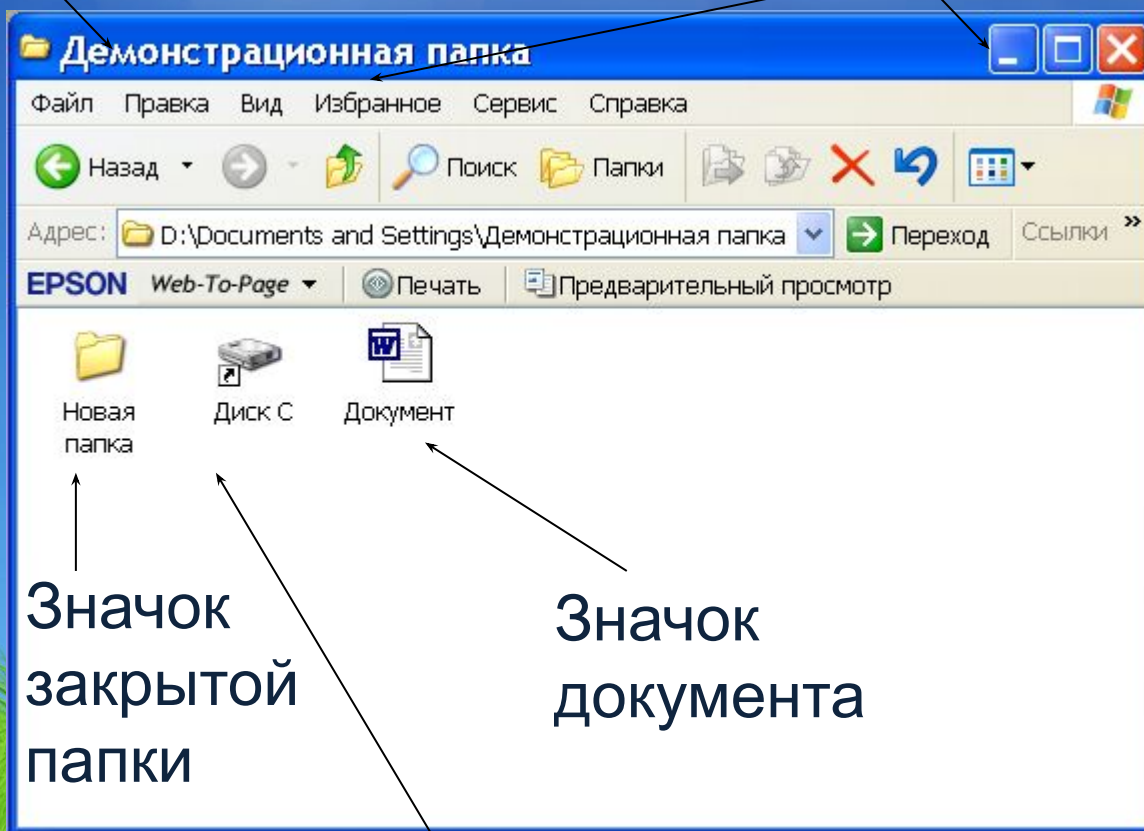 Демонстрационная папка
Файл Правка Вид Избранное Сервис Справка
Назад Поиск Папки
Адрес: D:\Documents and Settings\Демонстрационная папка Переход Ссылки »
EPSON Web-To-Page Печать Предварительный просмотр
Новая папка
Диск С
Документ
Значок
закрытой
папки
Значок
документа